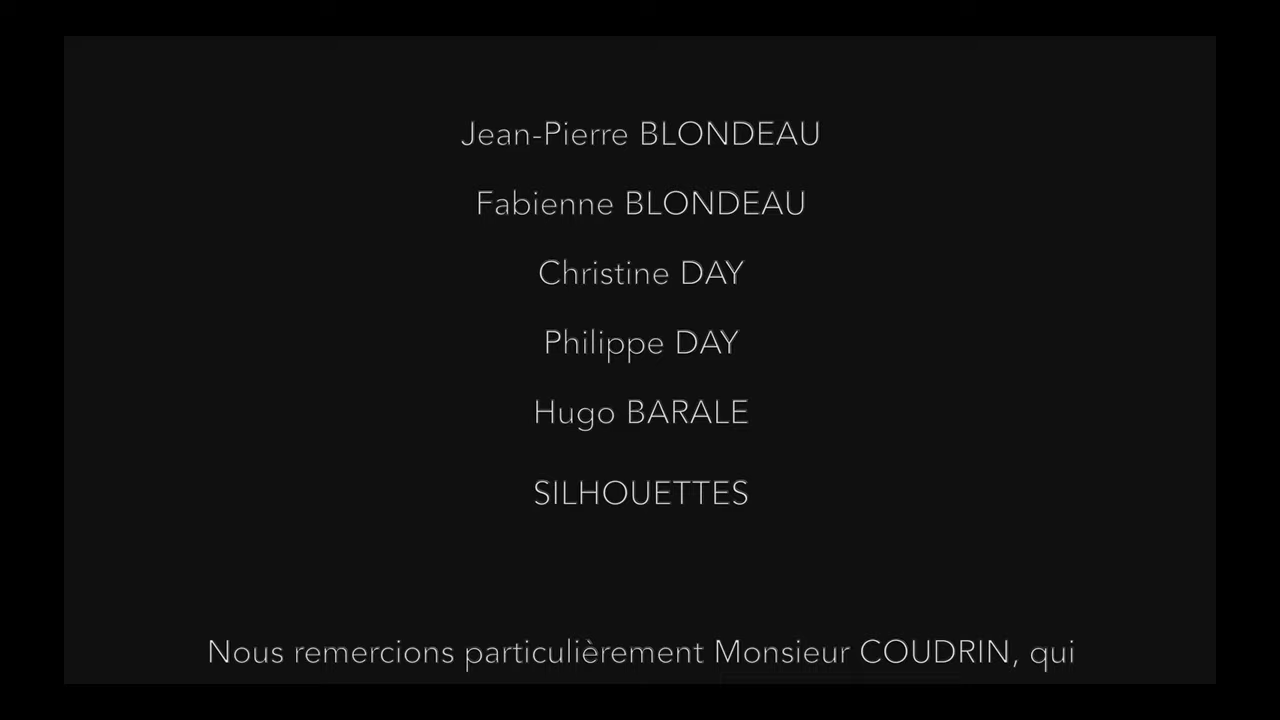 Jean-Pierre BLONDEAU
Fabienne BLONDEAU
Christine DAY
Philippe DAY
Hugo BARALE
SILHOUETTES
Nous remercions particulièrement Monsieur COUDRIN, qui